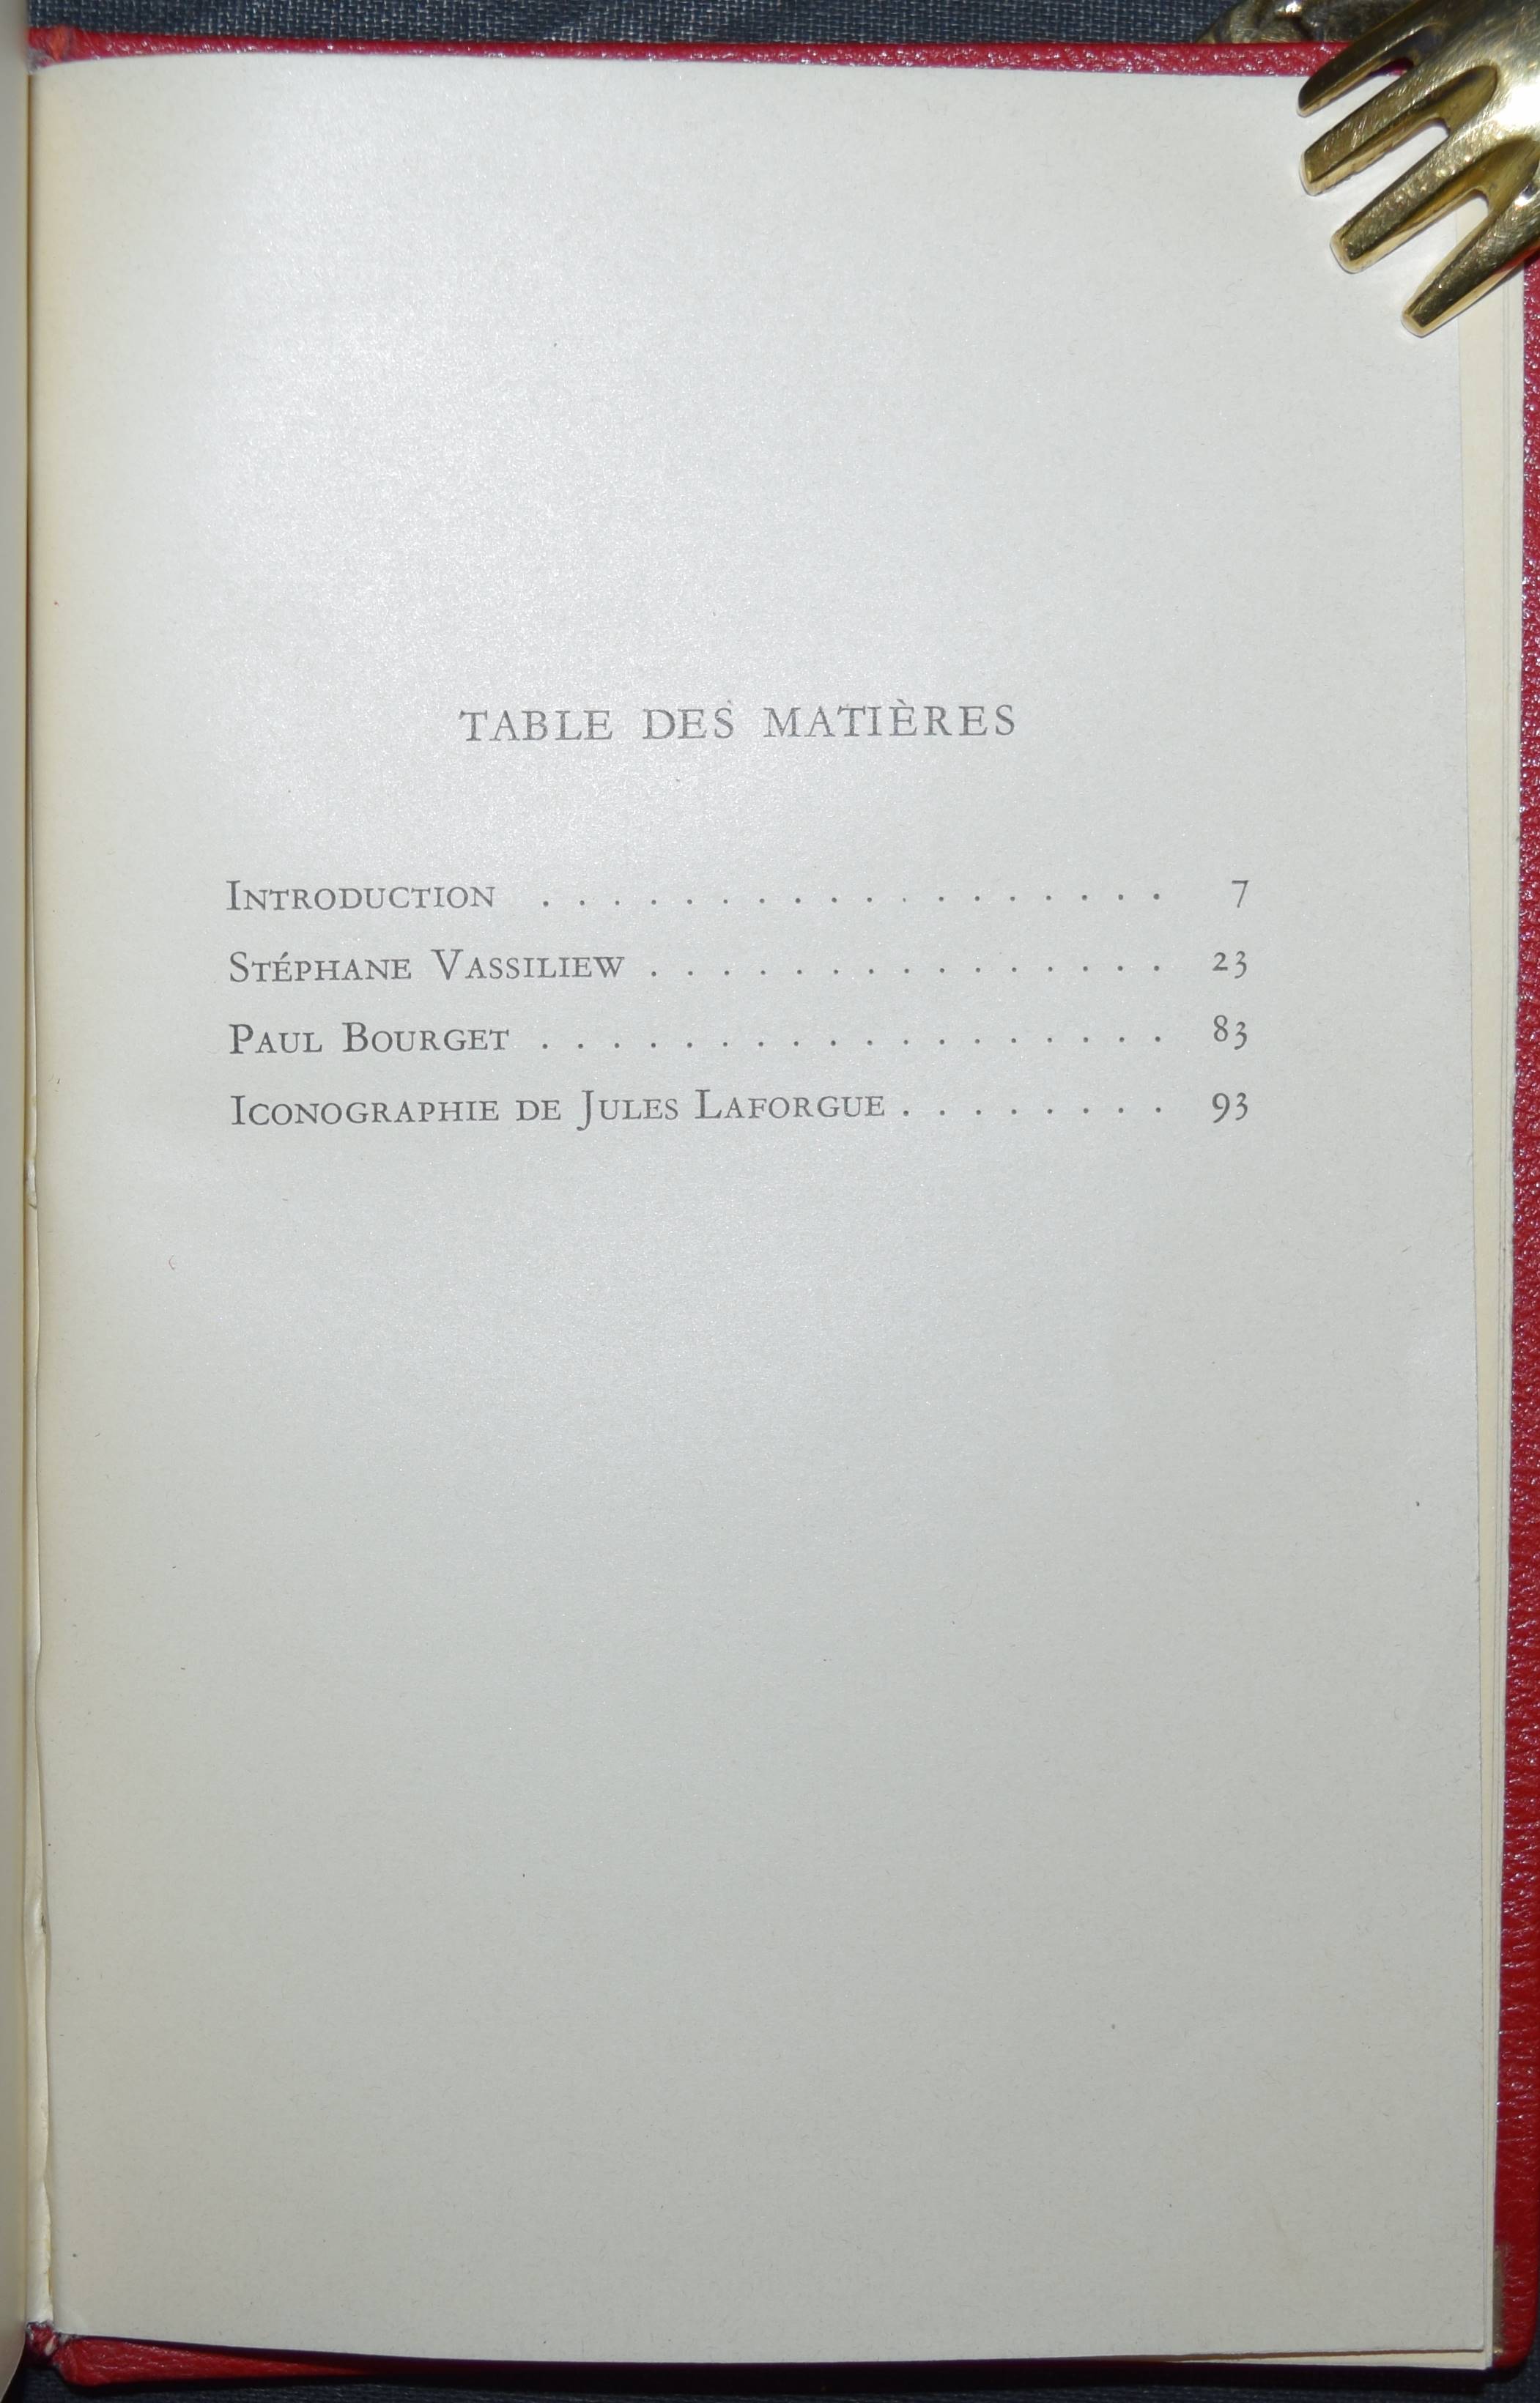 TABLE DES MATIÈRES
Introduction . . . . . . . . . . . . . . . . . . 7
Stéphane Vassiliew . . . . . . . . . . . . . . . 23
Paul Bourget . . . . . . . . . . . . . . . . . . 83
Iconographie de Jules Laforgue . . . . . . . . 93